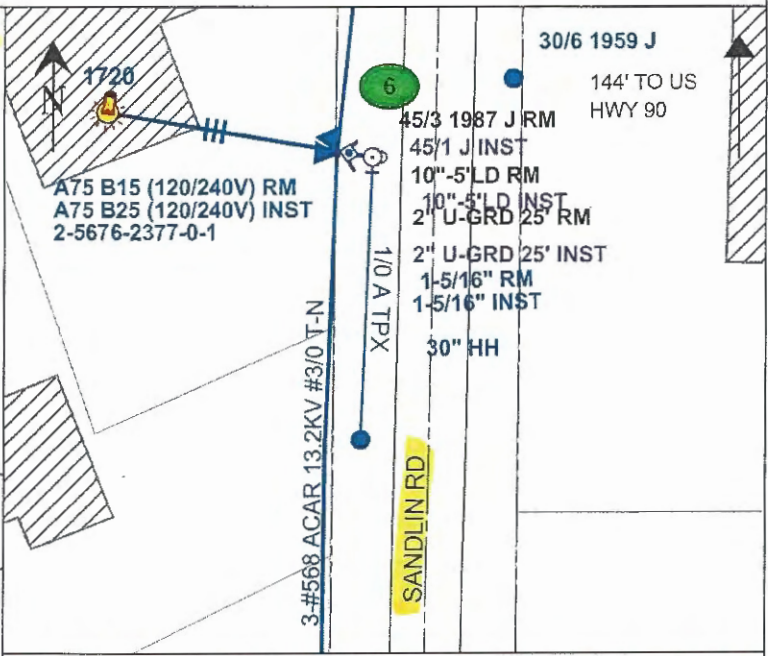 30/6 1959 J
144' TO US
HWY 90
1720
N
6
45/3 1987 J RM
45/1 J INST
10"-5'LD RM
10"-5'LD INST
2" U-GRD 25' RM
2" U-GRD 25' INST
1-5/16" RM
1-5/16" INST
30" HH
A75 B15 (120/240V) RM
A75 B25 (120/240V) INST
2-5676-2377-0-1
1/0 A TPX
3-#568 ACAR 13.2KV #3/0 T-N
SANDLIN RD